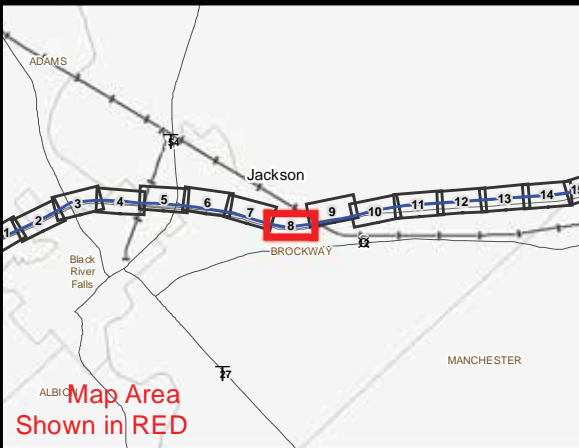 ADAMS
54
Jackson
1
2
3
4
5
6
7
8
9
10
11
12
13
14
15
BROCKWAY
12
Black
River
Falls
MANCHESTER
27
ALBION
Map Area
Shown in RED